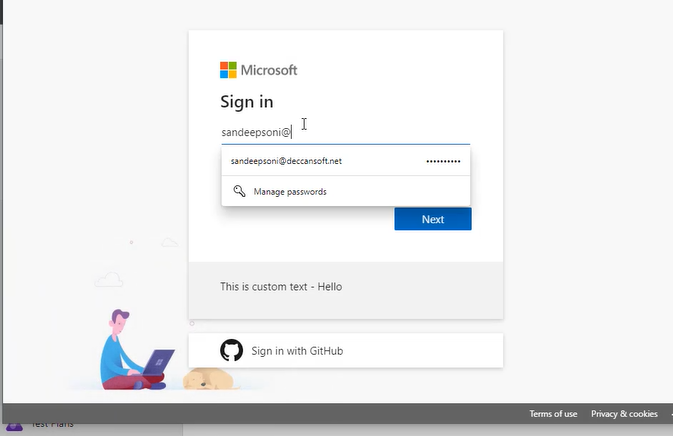 Microsoft
Sign in
sandeepsoni@
sandeepsoni@deccansoft.net ••••••••••
Manage passwords
Next
This is custom text - Hello
Sign in with GitHub
Terms of use Privacy & cookies
Test Plans